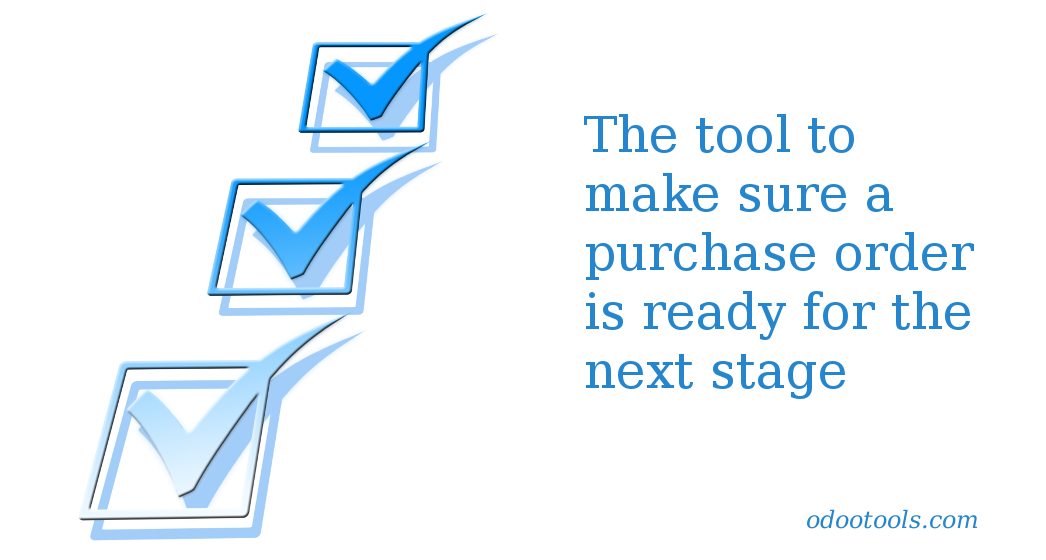 The tool to
make sure a
purchase order
is ready for the
next stage
odootools.com